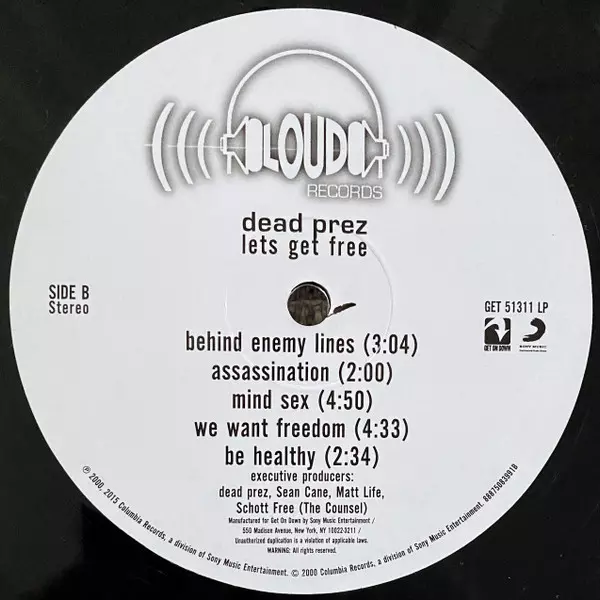 LOUD
RECORDS
dead prez
lets get free
SIDE B
Stereo
GET 51311 LP
GET ON DOWN
SONY MUSIC
behind enemy lines (3:04)
assassination (2:00)
mind sex (4:50)
we want freedom (4:33)
be healthy (2:34)
executive producers:
dead prez, Sean Cane, Matt Life,
Schott Free (The Counsel)
Manufactured for Get On Down by Sony Music Entertainment /
550 Madison Avenue, New York, NY 10022-3211 /
Unauthorized duplication is a violation of applicable laws.
WARNING: All rights reserved.
℗ 2000, 2015 Columbia Records, a division of Sony Music Entertainment. © 2000 Columbia Records, a division of Sony Music Entertainment. 88875083991B